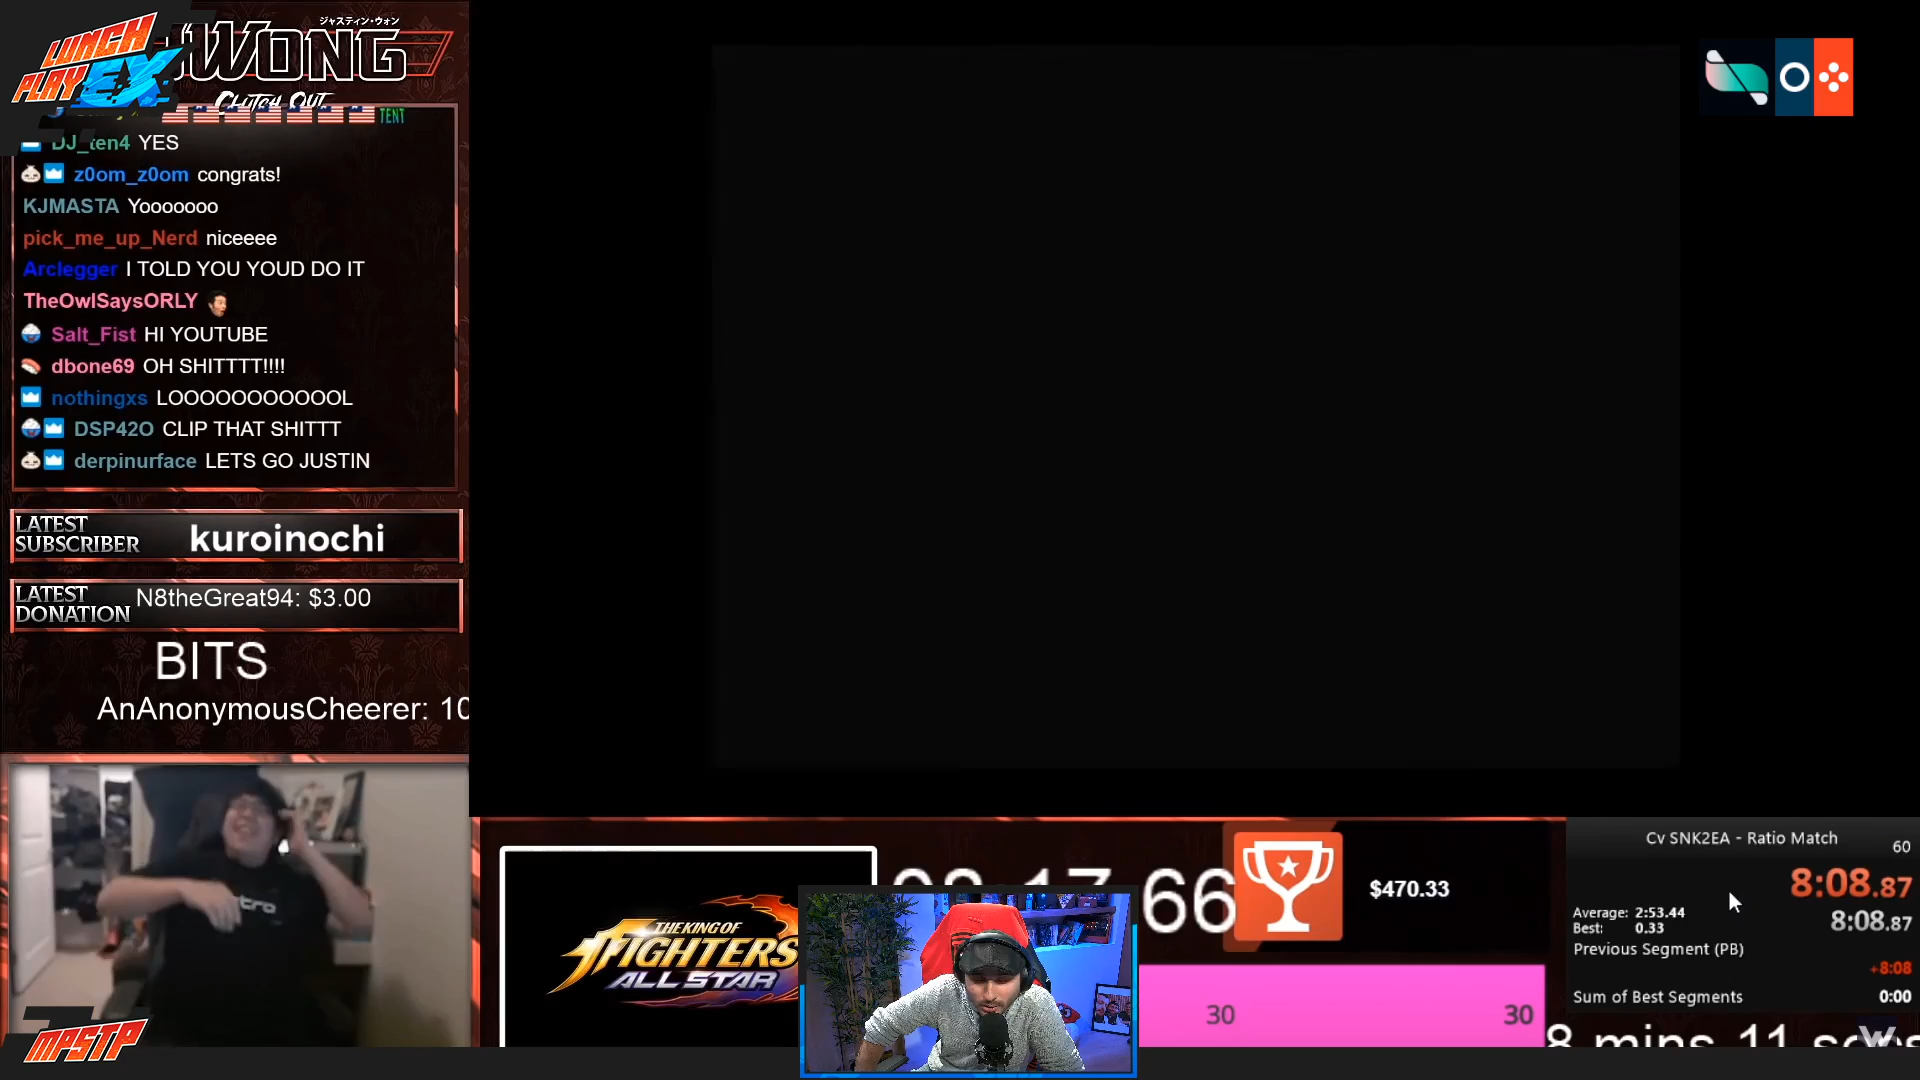 LUNCH
PLAY
EX
ジャスティン・ウォン
WONG
CLUTCH OUT
TENT
DJ_ten4 YES
z0om_z0om congrats!
KJMASTA Yooooooo
pick_me_up_Nerd niceeee
Arclegger I TOLD YOU YOUD DO IT
TheOwlSaysORLY
Salt_Fist HI YOUTUBE
dbone69 OH SHITTTT!!!!
nothingxs LOOOOOOOOOOOL
DSP42O CLIP THAT SHITTT
derpinurface LETS GO JUSTIN
LATEST
SUBSCRIBER
kuroinochi
LATEST
DONATION
N8theGreat94: $3.00
BITS
AnAnonymousCheerer: 10
MPSTP
THE KING OF
FIGHTERS
ALL STAR
66
$470.33
30
30
Cv SNK2EA - Ratio Match
60
8:08.87
Average: 2:53.44
8:08.87
Best: 0.33
Previous Segment (PB)
+8:08
Sum of Best Segments 0:00
8 mins 11 secs